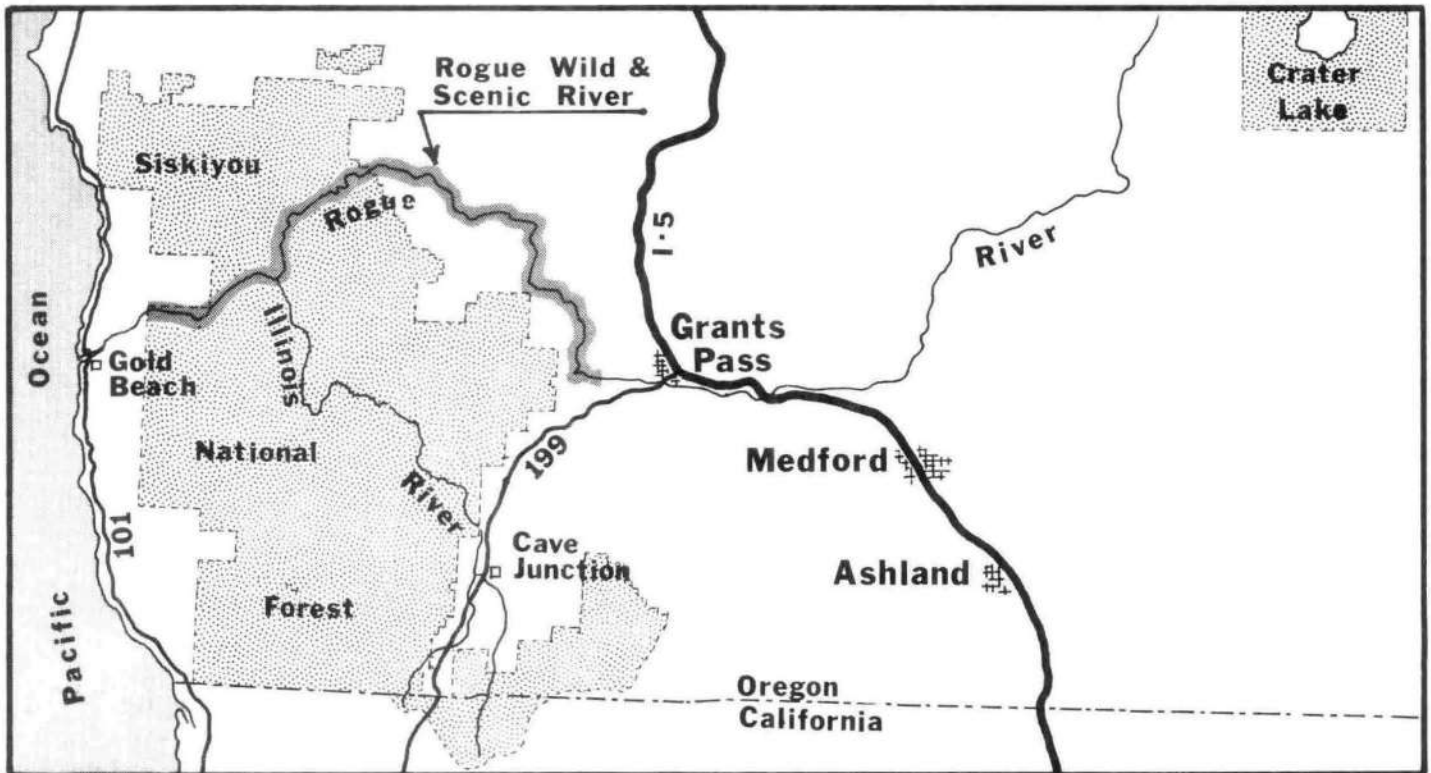 Rogue Wild &
Scenic River
Crater
Lake
Siskiyou
Rogue
I-5
River
Ocean
Illinois
Grants
Pass
Gold
Beach
National
199
Medford
River
101
Cave
Junction
Ashland
Forest
Pacific
Oregon
California